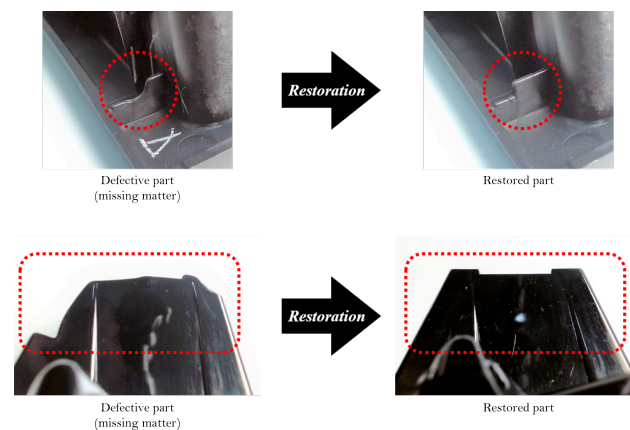 Restoration
Defective part
(missing matter)
Restored part
Restoration
Defective part
(missing matter)
Restored part